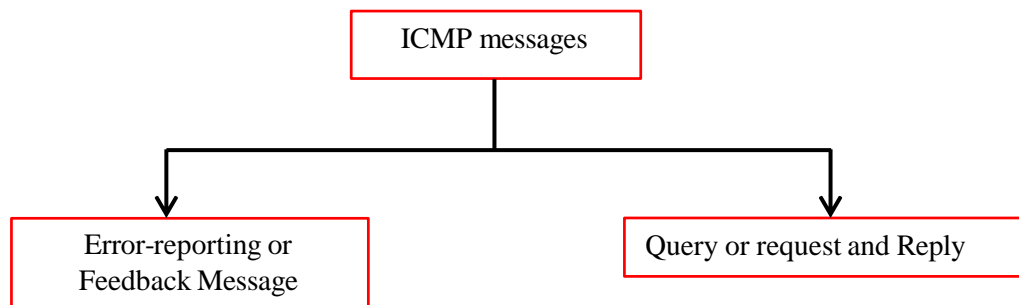 ICMP messages
Error-reporting or
Feedback Message
Query or request and Reply